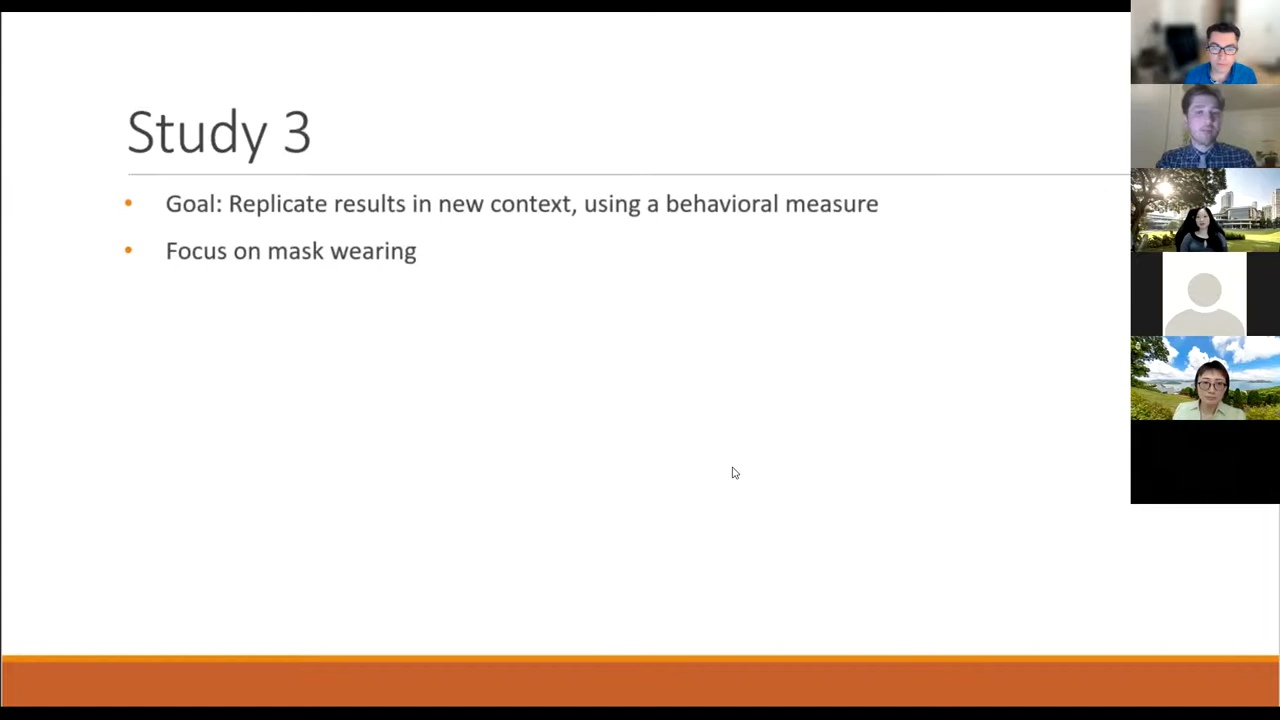 Study 3
• Goal: Replicate results in new context, using a behavioral measure
• Focus on mask wearing